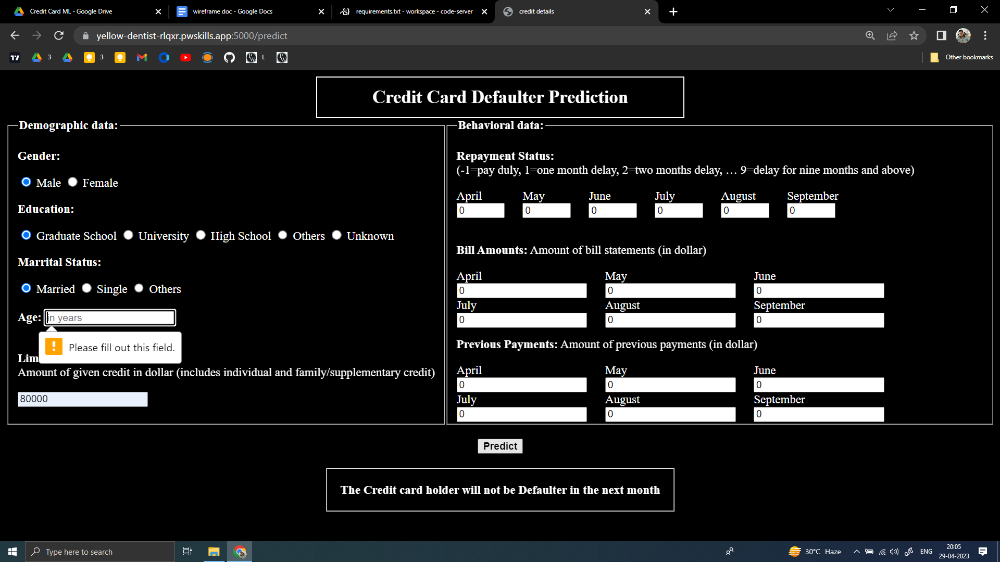 Credit Card ML - Google Drive
wireframe doc - Google Docs
requirements.txt - workspace - code-server
credit details
yellow-dentist-rlqxr.pwskills.app:5000/predict
3
3
L
Other bookmarks
Credit Card Defaulter Prediction
Demographic data:
Gender:
Male Female
Education:
Graduate School University High School Others Unknown
Marrital Status:
Married Single Others
Age: in years
Please fill out this field.
Lim
Amount of given credit in dollar (includes individual and family/supplementary credit)
80000
Behavioral data:
Repayment Status:
(-1=pay duly, 1=one month delay, 2=two months delay, … 9=delay for nine months and above)
April May June July August September
0 0 0 0 0 0
Bill Amounts: Amount of bill statements (in dollar)
April May June
0 0 0
July August September
0 0 0
Previous Payments: Amount of previous payments (in dollar)
April May June
0 0 0
July August September
0 0 0
Predict
The Credit card holder will not be Defaulter in the next month
Type here to search
30°C Haze
ENG
20:05
29-04-2023